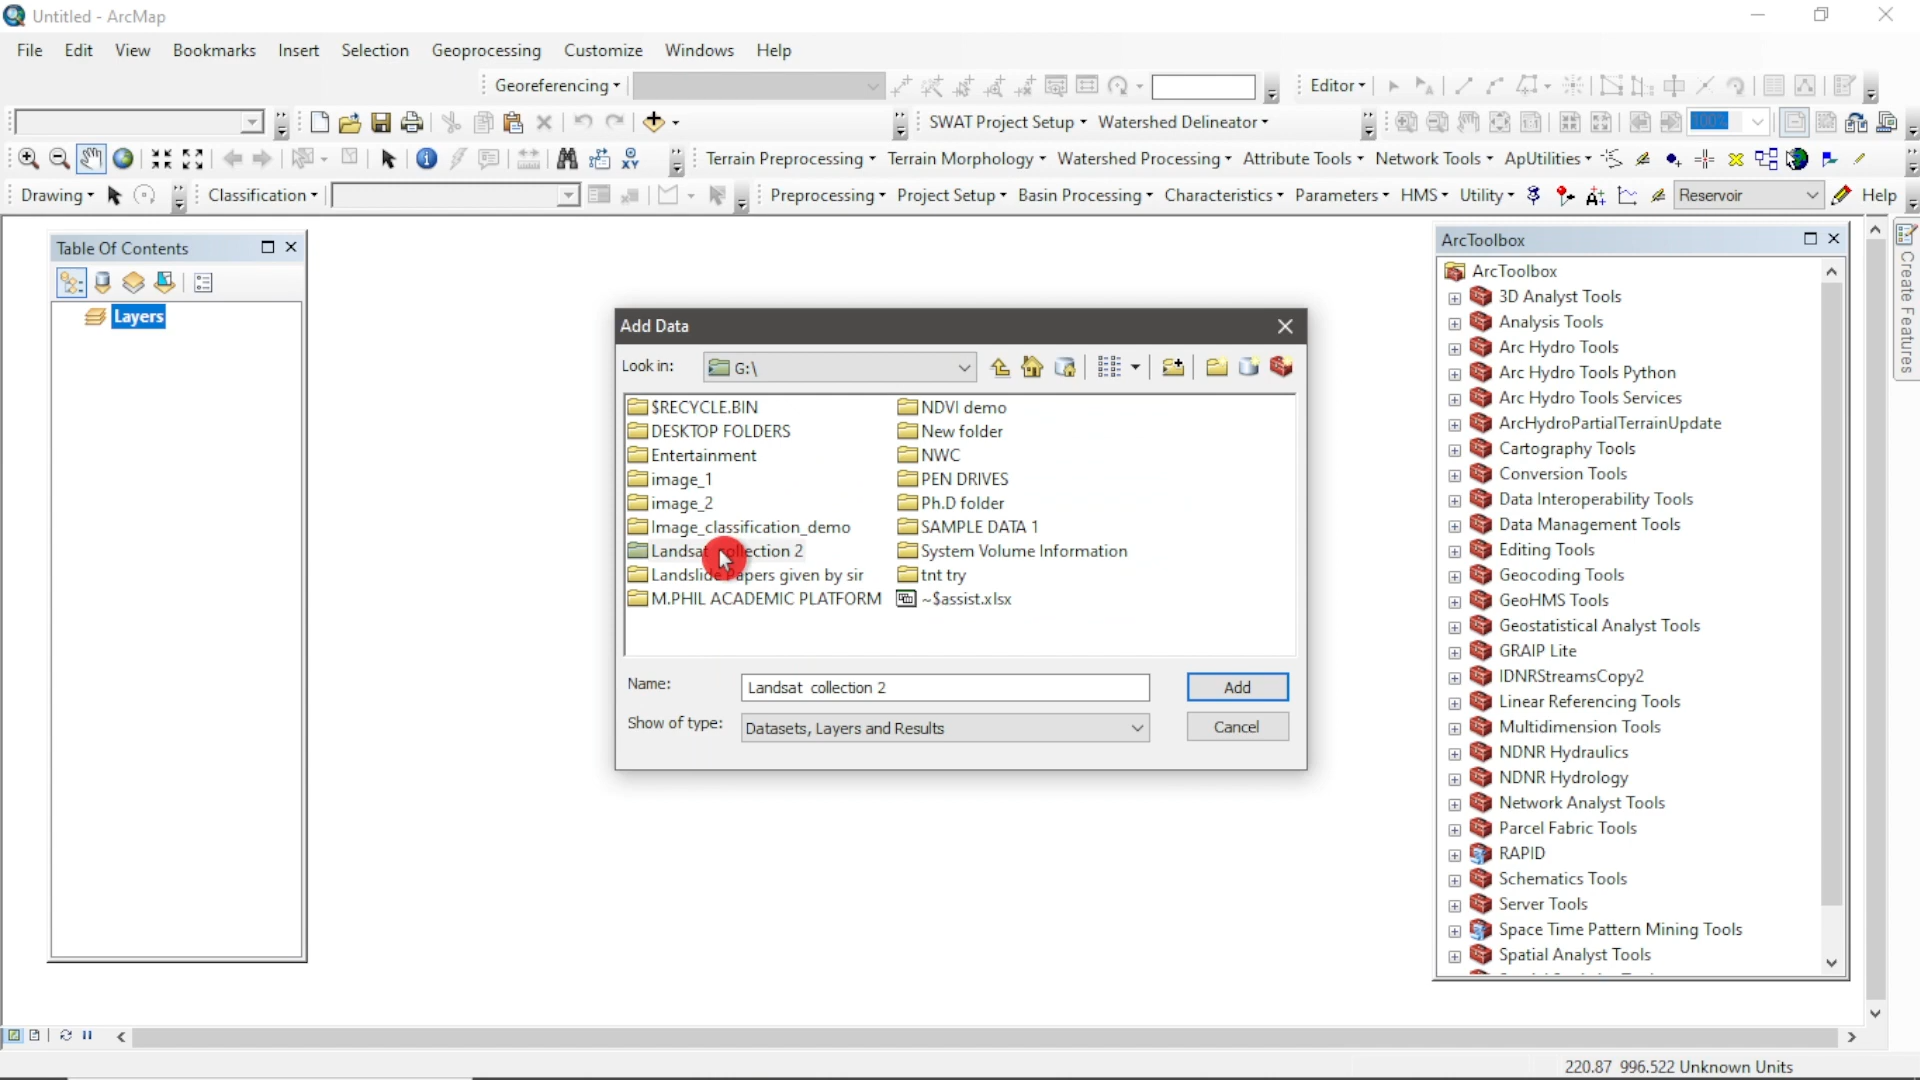 Untitled - ArcMap
File Edit View Bookmarks Insert Selection Geoprocessing Customize Windows Help
Georeferencing Editor
SWAT Project Setup Watershed Delineator 100%
Terrain Preprocessing Terrain Morphology Watershed Processing Attribute Tools Network Tools ApUtilities
Drawing Classification Preprocessing Project Setup Basin Processing Characteristics Parameters HMS Utility Reservoir Help
Table Of Contents
Layers
Add Data
Look in: G:\
$RECYCLE.BIN
DESKTOP FOLDERS
Entertainment
image_1
image_2
Image_classification_demo
Landsat collection 2
Landslide Papers given by sir
M.PHIL ACADEMIC PLATFORM
NDVI demo
New folder
NWC
PEN DRIVES
Ph.D folder
SAMPLE DATA 1
System Volume Information
tnt try
~$assist.xlsx
Name: Landsat collection 2 Add
Show of type: Datasets, Layers and Results Cancel
ArcToolbox
ArcToolbox
3D Analyst Tools
Analysis Tools
Arc Hydro Tools
Arc Hydro Tools Python
Arc Hydro Tools Services
ArcHydroPartialTerrainUpdate
Cartography Tools
Conversion Tools
Data Interoperability Tools
Data Management Tools
Editing Tools
Geocoding Tools
GeoHMS Tools
Geostatistical Analyst Tools
GRAIP Lite
IDNRStreamsCopy2
Linear Referencing Tools
Multidimension Tools
NDNR Hydraulics
NDNR Hydrology
Network Analyst Tools
Parcel Fabric Tools
RAPID
Schematics Tools
Server Tools
Space Time Pattern Mining Tools
Spatial Analyst Tools
Create Features
220.87 996.522 Unknown Units